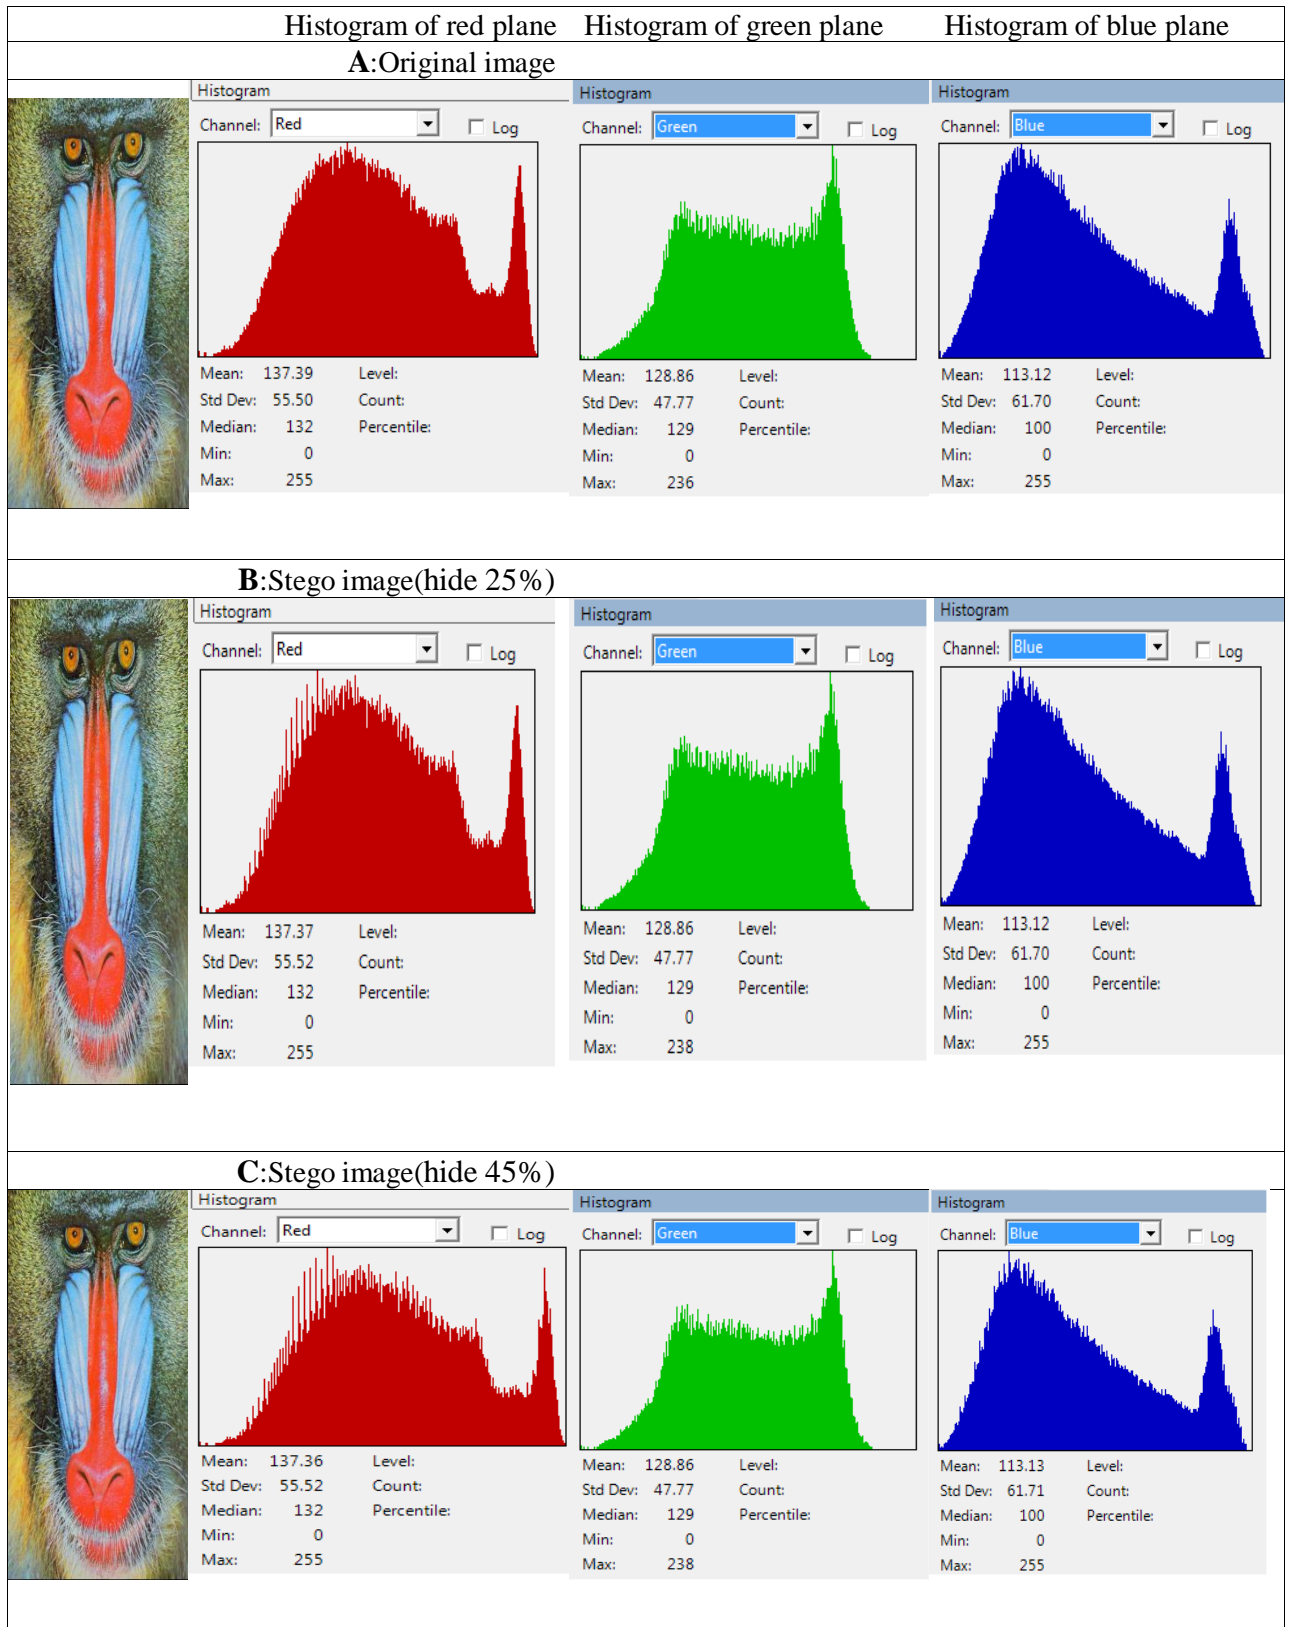 Histogram of red plane Histogram of green plane Histogram of blue plane
A:Original image
Histogram
Channel: Red Log
Mean: 137.39 Level:
Std Dev: 55.50 Count:
Median: 132 Percentile:
Min: 0
Max: 255
Histogram
Channel: Green Log
Mean: 128.86 Level:
Std Dev: 47.77 Count:
Median: 129 Percentile:
Min: 0
Max: 236
Histogram
Channel: Blue Log
Mean: 113.12 Level:
Std Dev: 61.70 Count:
Median: 100 Percentile:
Min: 0
Max: 255
B:Stego image(hide 25%)
Histogram
Channel: Red Log
Mean: 137.37 Level:
Std Dev: 55.52 Count:
Median: 132 Percentile:
Min: 0
Max: 255
Histogram
Channel: Green Log
Mean: 128.86 Level:
Std Dev: 47.77 Count:
Median: 129 Percentile:
Min: 0
Max: 238
Histogram
Channel: Blue Log
Mean: 113.12 Level:
Std Dev: 61.70 Count:
Median: 100 Percentile:
Min: 0
Max: 255
C:Stego image(hide 45%)
Histogram
Channel: Red Log
Mean: 137.36 Level:
Std Dev: 55.52 Count:
Median: 132 Percentile:
Min: 0
Max: 255
Histogram
Channel: Green Log
Mean: 128.86 Level:
Std Dev: 47.77 Count:
Median: 129 Percentile:
Min: 0
Max: 238
Histogram
Channel: Blue Log
Mean: 113.13 Level:
Std Dev: 61.71 Count:
Median: 100 Percentile:
Min: 0
Max: 255